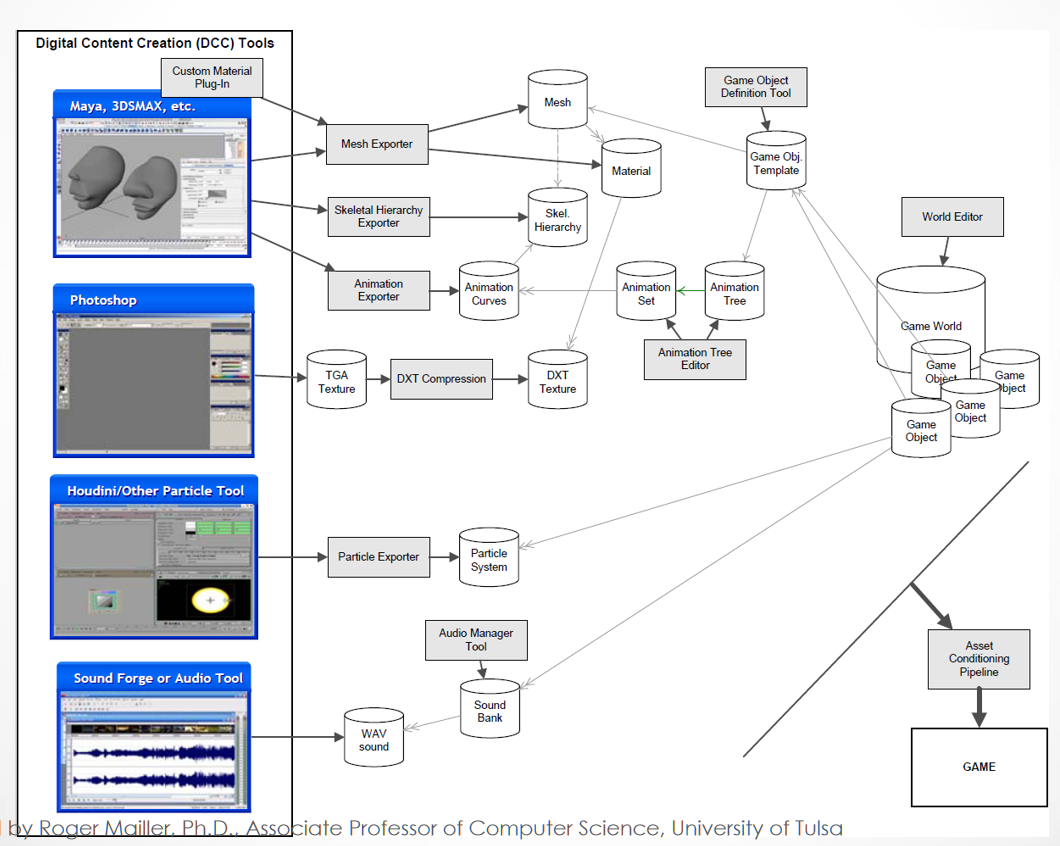 Digital Content Creation (DCC) Tools
Custom Material
Plug-In
Maya, 3DSMAX, etc.
Mesh Exporter
Mesh
Material
Game Object
Definition Tool
Game Obj.
Template
Skeletal Hierarchy
Exporter
Skel.
Hierarchy
World Editor
Animation
Exporter
Animation
Curves
Animation
Set
Animation
Tree
Animation Tree
Editor
Game World
Game
Object
Game
Object
Game
Object
Game
Object
Photoshop
TGA
Texture
DXT Compression
DXT
Texture
Houdini/Other Particle Tool
Particle Exporter
Particle
System
Sound Forge or Audio Tool
Audio Manager
Tool
Sound
Bank
WAV
sound
Asset
Conditioning
Pipeline
GAME
by Roger Mailler, Ph.D., Associate Professor of Computer Science, University of Tulsa